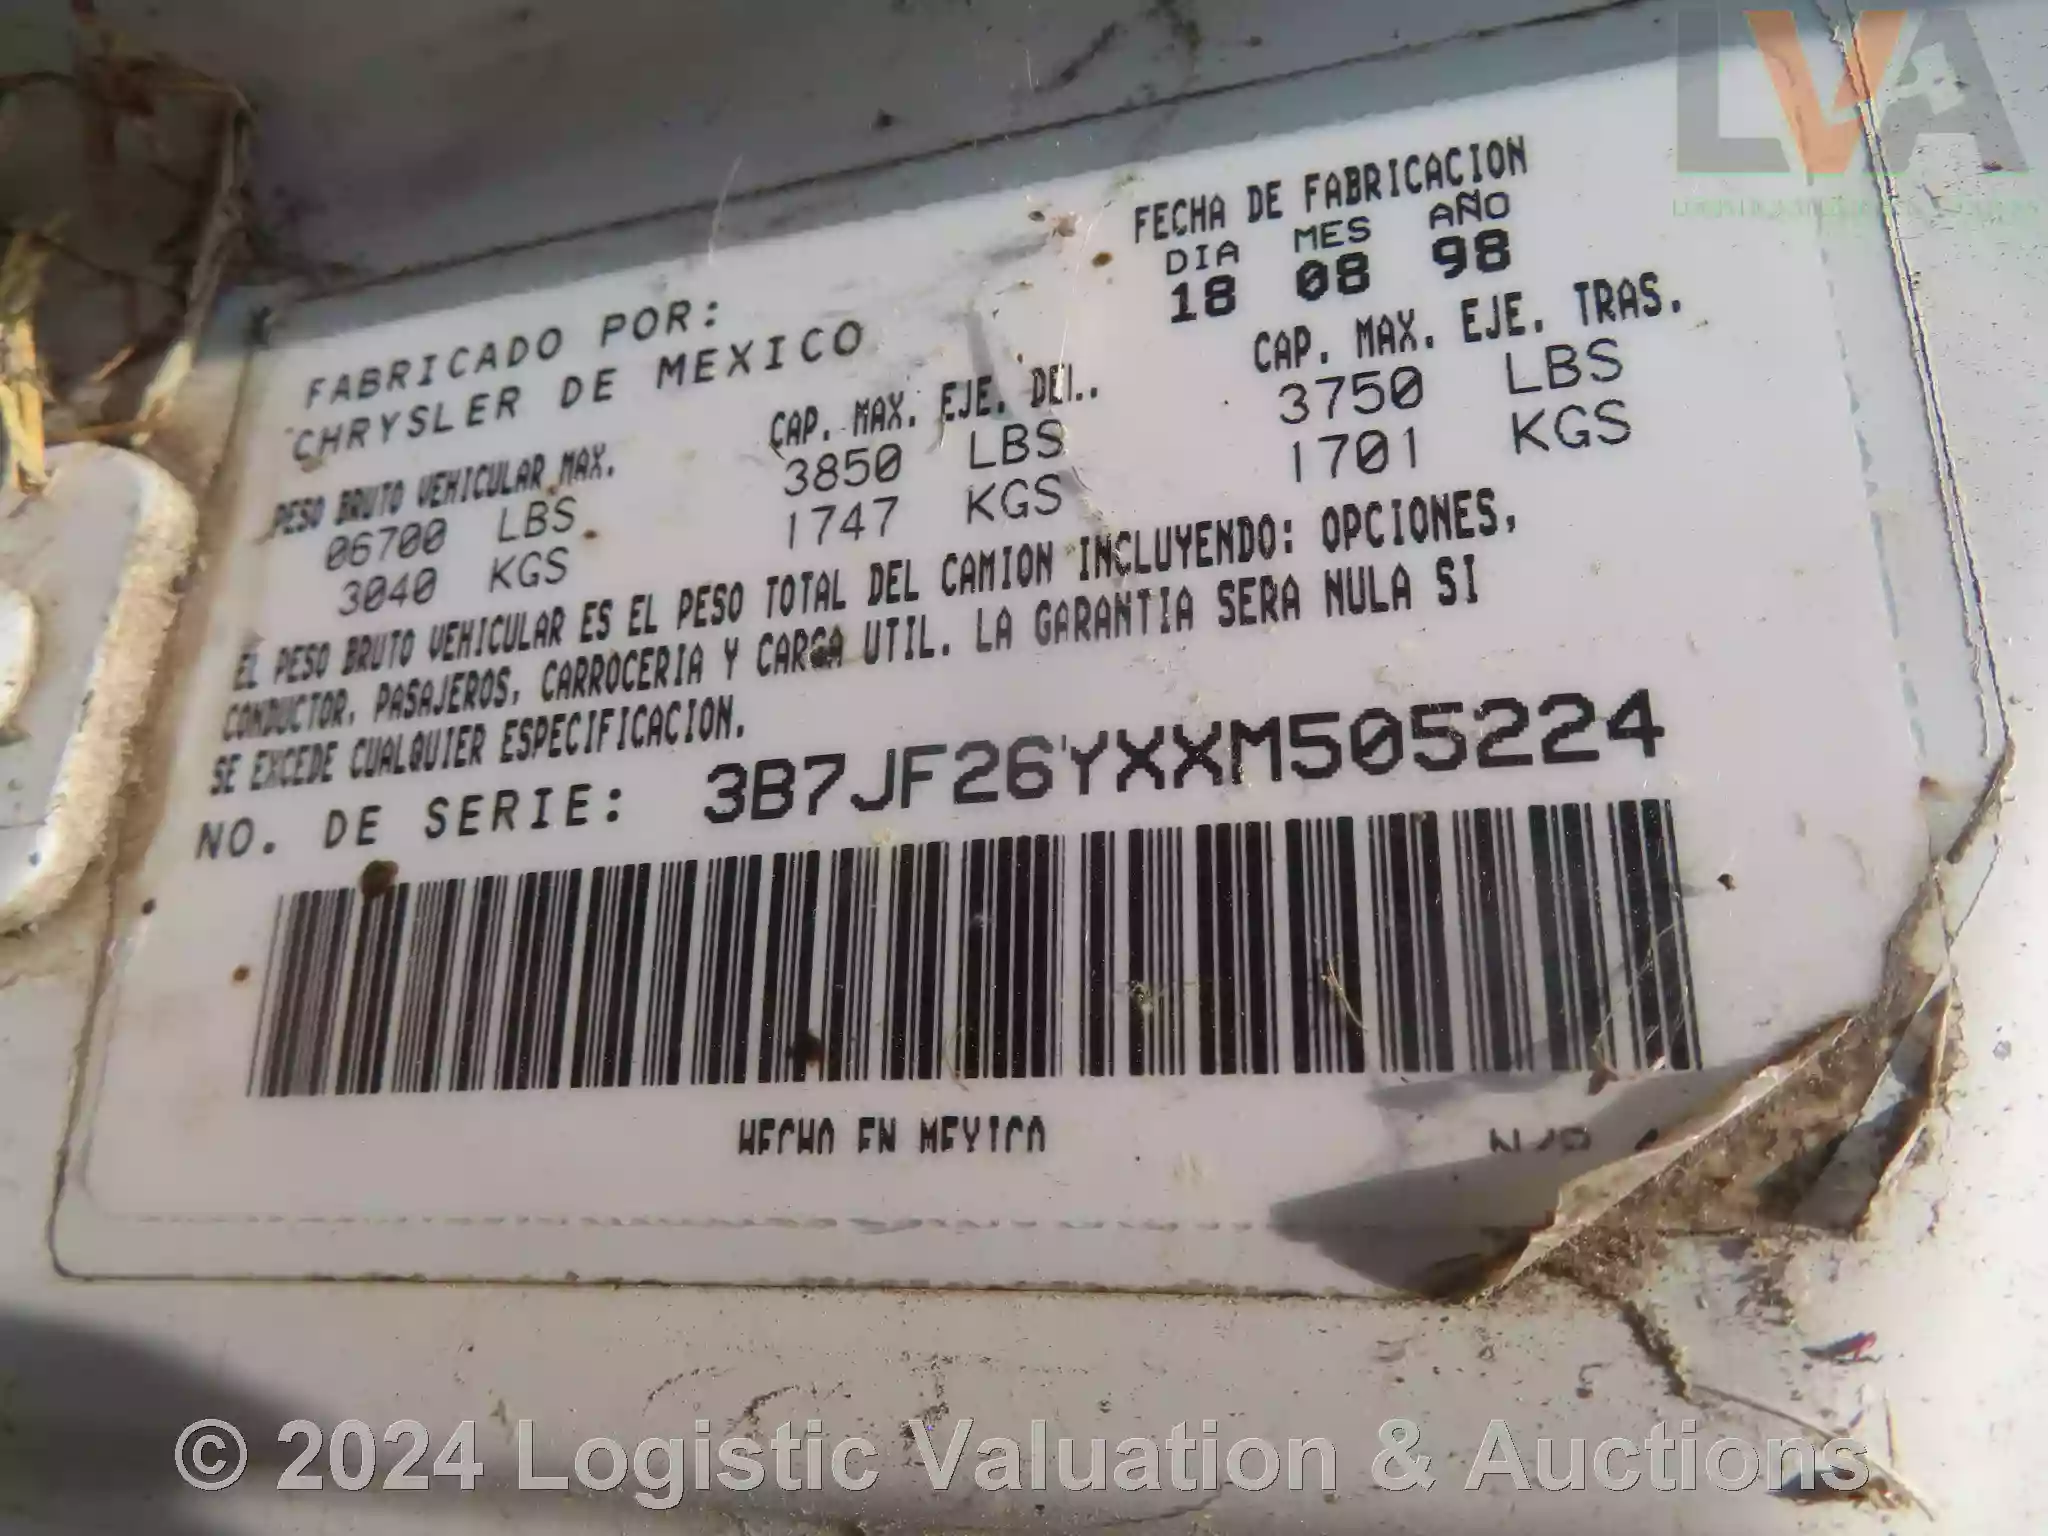 LVA
FABRICADO POR:
CHRYSLER DE MEXICO
FECHA DE FABRICACION
DIA MES AÑO
18 08 98
PESO BRUTO VEHICULAR MAX.
06700 LBS
3040 KGS
CAP. MAX. EJE. DEL.
3850 LBS
1747 KGS
CAP. MAX. EJE. TRAS.
3750 LBS
1701 KGS
EL PESO BRUTO VEHICULAR ES EL PESO TOTAL DEL CAMION INCLUYENDO: OPCIONES,
CONDUCTOR, PASAJEROS, CARROCERIA Y CARGA UTIL. LA GARANTIA SERA NULA SI
SE EXCEDE CUALQUIER ESPECIFICACION.
NO. DE SERIE: 3B7JF26YXXM505224
HECHA EN MEXICO
© 2024 Logistic Valuation & Auctions